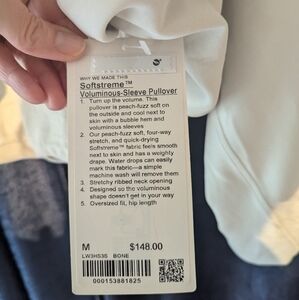 WHY WE MADE THIS
Softstreme™
Voluminous-Sleeve Pullover
1. Turn up the volume. This
pullover is peach-fuzz soft on
the outside and cool next to
skin with a bubble hem and
voluminous sleeves
2. Our peach-fuzz soft, four-way
stretch, and quick-drying
Softstreme™ fabric feels smooth
next to skin and has a weighty
drape. Water drops can easily
mark this fabric—a simple
machine wash will remove them
3. Stretchy ribbed neck opening
4. Designed so the voluminous
shape doesn't get in your way
5. Oversized fit, hip length
M $148.00
LW3HS3S BONE
000153881825